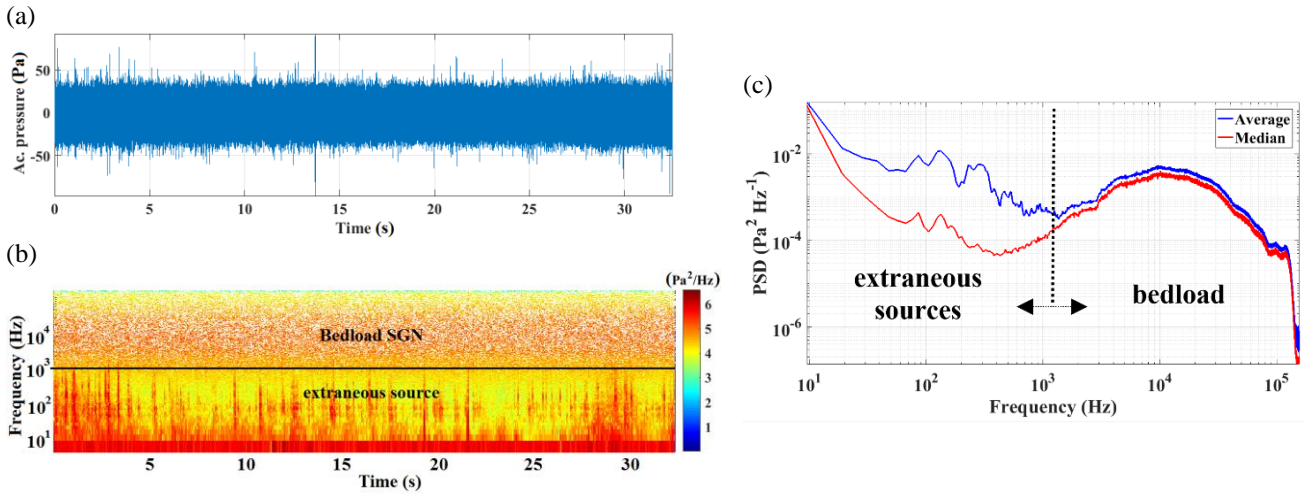 (a)
Ac. pressure (Pa)
50
0
-50
0 5 10 15 20 25 30
Time (s)
(b)
(Pa²/Hz)
Frequency (Hz)
10⁴
10³
10²
10¹
Bedload SGN
extraneous source
6
5
4
3
2
1
5 10 15 20 25 30
Time (s)
(c)
PSD (Pa² Hz⁻¹)
10⁻²
10⁻⁴
10⁻⁶
Average
Median
extraneous
sources
bedload
10¹ 10² 10³ 10⁴ 10⁵
Frequency (Hz)